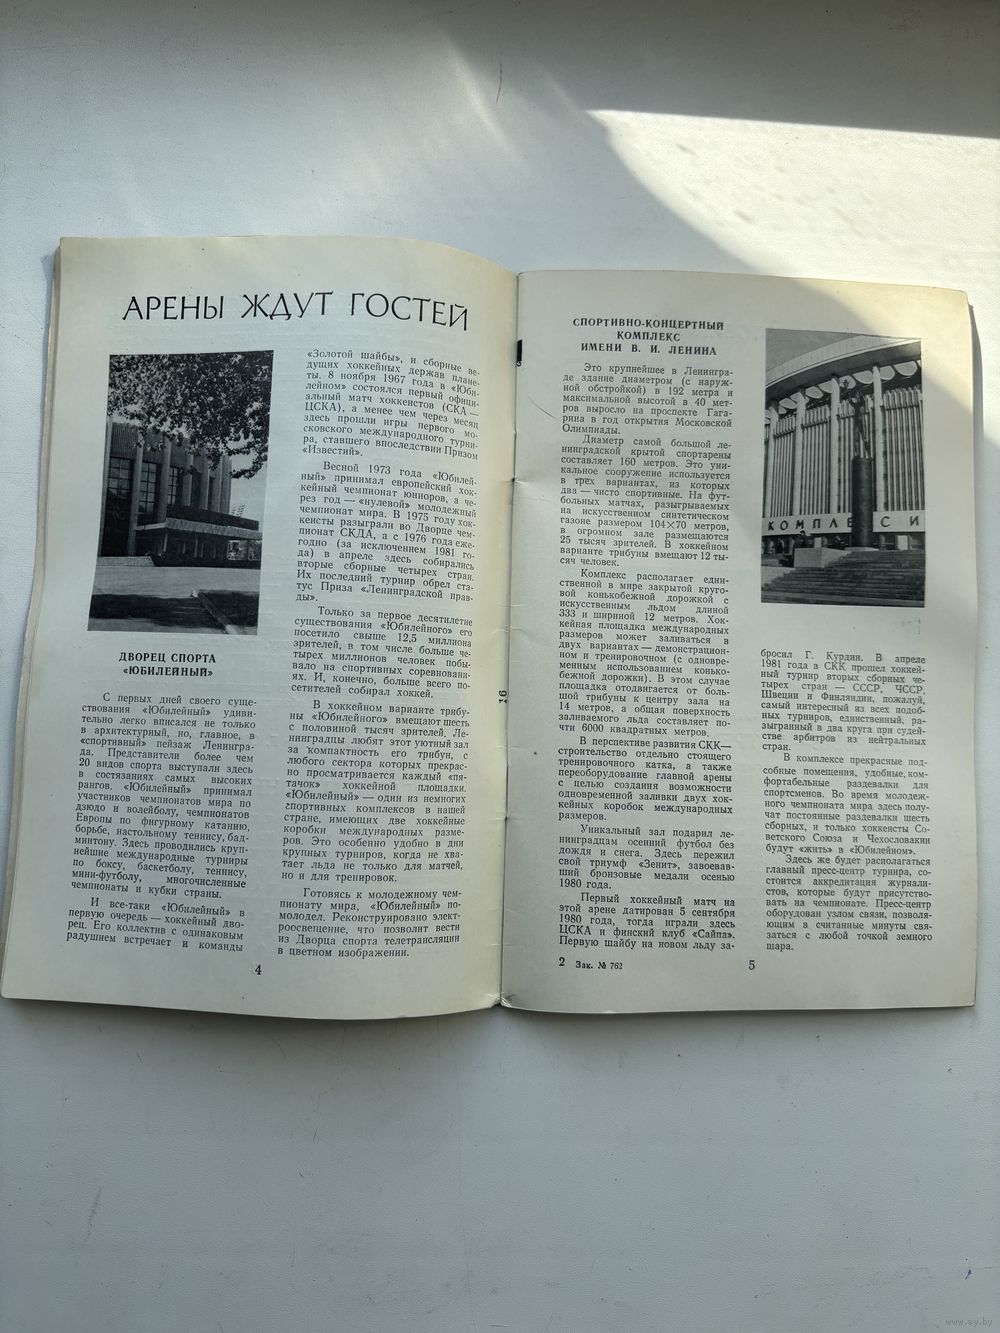 АРЕНЫ ЖДУТ ГОСТЕЙ
ДВОРЕЦ СПОРТА
«ЮБИЛЕЙНЫЙ»
С первых дней своего суще-
ствования «Юбилейный» удиви-
тельно легко вписался не только
в архитектурный, но, главное, в
«спортивный» пейзаж Ленингра-
да. Представители более чем
20 видов спорта выступали здесь
в состязаниях самых высоких
рангов. «Юбилейный» принимал
участников чемпионатов мира по
дзюдо и волейболу, чемпионатов
Европы по фигурному катанию,
борьбе, настольному теннису, бад-
минтону. Здесь проводились круп-
нейшие международные турниры
по боксу, баскетболу, теннису,
мини-футболу, многочисленные
чемпионаты и кубки страны.
И все-таки «Юбилейный» в
первую очередь — хоккейный дво-
рец. Его коллектив с одинаковым
радушием встречает и команды
«Золотой шайбы», и сборные ве-
дущих хоккейных держав плане-
ты. 8 ноября 1967 года в «Юби-
лейном» состоялся первый офици-
альный матч хоккеистов (СКА —
ЦСКА), а менее чем через месяц
здесь прошли игры первого мо-
сковского международного турни-
ра, ставшего впоследствии Призом
«Известий».
Весной 1973 года «Юбилей-
ный» принимал европейский хок-
кейный чемпионат юниоров, а че-
рез год — «нулевой» молодежный
чемпионат мира. В 1975 году хок-
кеисты разыграли во Дворце чем-
пионат СКДА, а с 1976 года еже-
годно (за исключением 1981 го-
да) в апреле здесь собирались
вторые сборные четырех стран.
Их последний турнир обрел ста-
тус Приза «Ленинградской прав-
ды».
Только за первое десятилетие
существования «Юбилейного» его
посетило свыше 12,5 миллиона
зрителей, в том числе больше че-
тырех миллионов человек побы-
вало на спортивных соревновани-
ях. И, конечно, больше всего по-
сетителей собирал хоккей.
В хоккейном варианте трибу-
ны «Юбилейного» вмещают шесть
с половиной тысяч зрителей. Ле-
нинградцы любят этот уютный зал
за компактность его трибун, с
любого сектора которых прекрас-
но просматривается каждый «пя-
тачок» хоккейной площадки.
«Юбилейный» — один из немногих
спортивных комплексов в нашей
стране, имеющих две хоккейные
коробки международных разме-
ров. Это особенно удобно в дни
крупных турниров, когда не хва-
тает льда не только для матчей,
но и для тренировок.
Готовясь к молодежному чем-
пионату мира, «Юбилейный» по-
молодел. Реконструировано элект-
роосвещение, что позволит вести
из Дворца спорта телетрансляции
в цветном изображении.
4
16
СПОРТИВНО-КОНЦЕРТНЫЙ
КОМПЛЕКС
ИМЕНИ В. И. ЛЕНИНА
Это крупнейшее в Ленингра-
де здание диаметром (с наруж-
ной обстройкой) в 192 метра и
максимальной высотой в 40 мет-
ров выросло на проспекте Гага-
рина в год открытия Московской
Олимпиады.
Диаметр самой большой ле-
нинградской крытой спортарены
составляет 160 метров. Это уни-
кальное сооружение используется
в трех вариантах, из которых
два — чисто спортивные. На фут-
больных матчах, разыгрываемых
на искусственном синтетическом
газоне размером 104×70 метров,
в огромном зале размещаются
25 тысяч зрителей. В хоккейном
варианте трибуны вмещают 12 ты-
сяч человек.
Комплекс располагает един-
ственной в мире закрытой круго-
вой конькобежной дорожкой с
искусственным льдом длиной
333 и шириной 12 метров. Хок-
кейная площадка международных
размеров может заливаться в
двух вариантах — демонстрацион-
ном и тренировочном (с одновре-
менным использованием конько-
бежной дорожки). В этом случае
площадка отодвигается от боль-
шой трибуны к центру зала на
14 метров, а общая поверхность
заливаемого льда составляет по-
чти 6000 квадратных метров.
В перспективе развития СКК—
строительство отдельно стоящего
тренировочного катка, а также
переоборудование главной арены
с целью создания возможности
одновременной заливки двух хок-
кейных коробок международных
размеров.
Уникальный зал подарил ле-
нинградцам осенний футбол без
дождя и снега. Здесь пережил
свой триумф «Зенит», завоевав-
ший бронзовые медали осенью
1980 года.
Первый хоккейный матч на
этой арене датирован 5 сентября
1980 года, тогда играли здесь
ЦСКА и финский клуб «Сайпа».
Первую шайбу на новом льду за-
2 Зак. № 762
КОМПЛЕ С И
бросил Г. Курдин. В апреле
1981 года в СКК прошел хоккей-
ный турнир вторых сборных че-
тырех стран — СССР, ЧССР,
Швеции и Финляндии, пожалуй,
самый интересный из всех подоб-
ных турниров, единственный, ра-
зыгранный в два круга при судей-
стве арбитров из нейтральных
стран.
В комплексе прекрасные под-
собные помещения, удобные, ком-
фортабельные раздевалки для
спортсменов. Во время молодеж-
ного чемпионата мира здесь полу-
чат постоянные раздевалки шесть
сборных, и только хоккеисты Со-
ветского Союза и Чехословакии
будут «жить» в «Юбилейном».
Здесь же будет располагаться
главный пресс-центр турнира, со-
стоится аккредитация журнали-
стов, которые будут присутство-
вать на чемпионате. Пресс-центр
оборудован узлом связи, позволя-
ющим в считанные минуты свя-
заться с любой точкой земного
шара.
5
www.ay.by